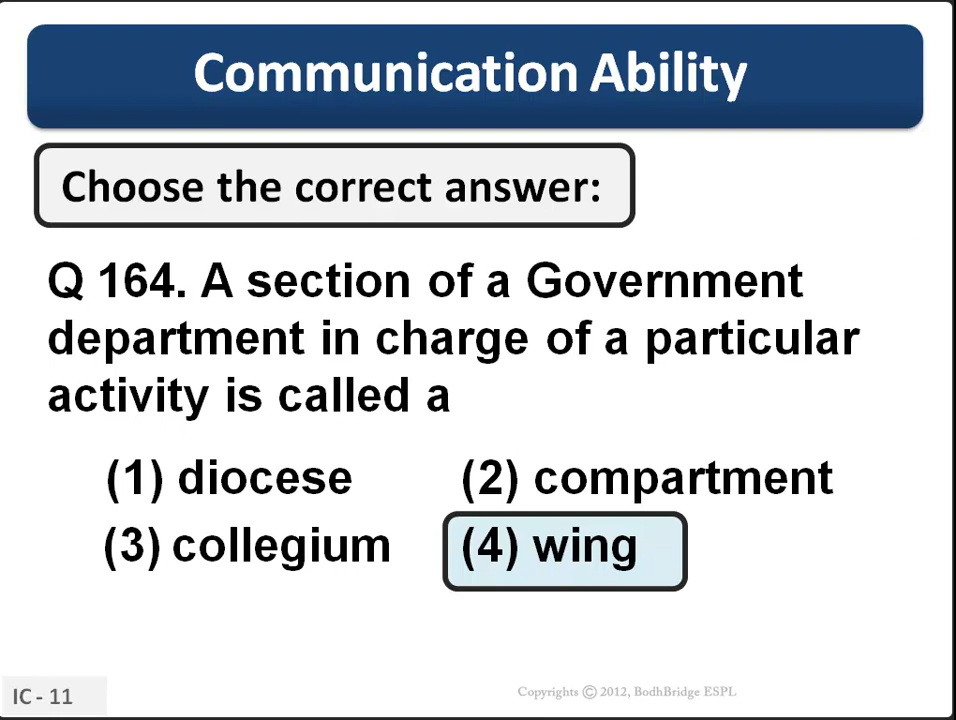 Communication Ability
Choose the correct answer:
Q 164. A section of a Government
department in charge of a particular
activity is called a
(1) diocese (2) compartment
(3) collegium (4) wing
IC - 11
Copyrights © 2012, BodhBridge ESPL